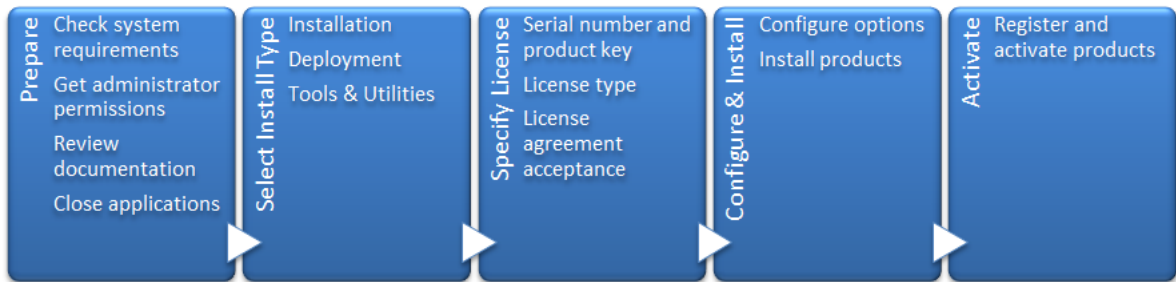 Prepare
Check system
requirements
Get administrator
permissions
Review
documentation
Close applications
Select Install Type
Installation
Deployment
Tools & Utilities
Specify License
Serial number and
product key
License type
License
agreement
acceptance
Configure & Install
Configure options
Install products
Activate
Register and
activate products